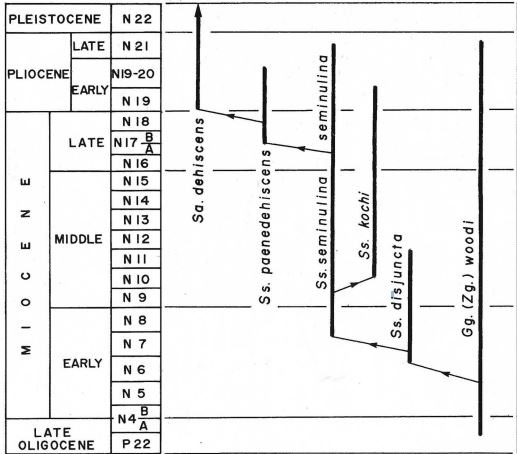 PLEISTOCENE N 22
PLIOCENE
LATE N 21
EARLY N19-20
N 19
MIOCENE
LATE N 18
N17 B
A
N 16
MIDDLE N 15
N 14
N 13
N 12
N 11
N 10
N 9
EARLY N 8
N 7
N 6
N 5
N4 B
A
LATE
OLIGOCENE P 22
Sa. dehiscens
Ss. paenedehiscens
Ss. seminulina seminulina
Ss. kochi
Ss. disjuncta
Gg. (Zg.) woodi